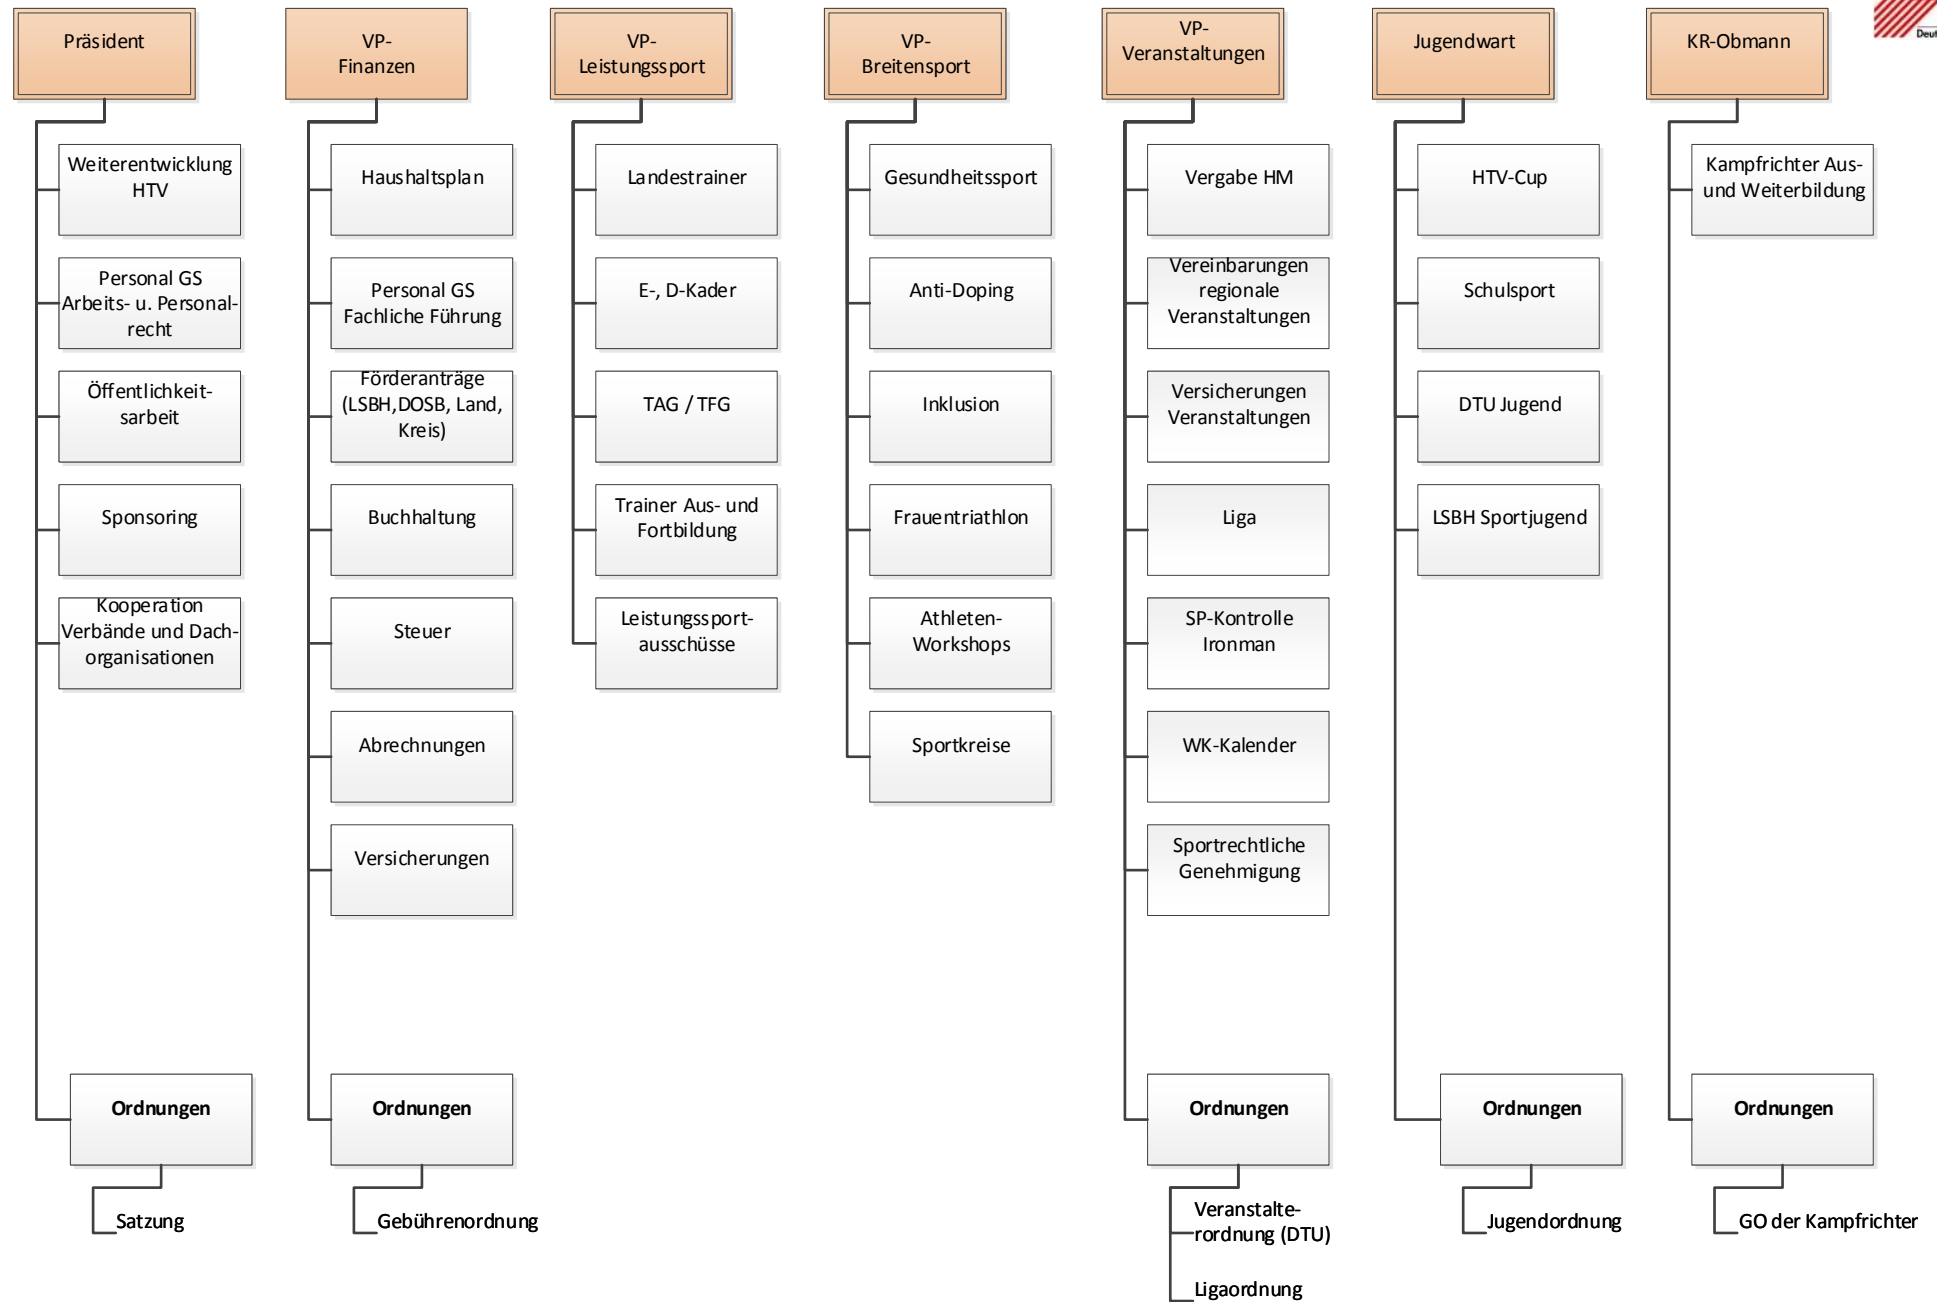 Präsident
Weiterentwicklung
HTV
Personal GS
Arbeits- u. Personal-
recht
Öffentlichkeit-
sarbeit
Sponsoring
Kooperation
Verbände und Dach-
organisationen
Ordnungen
Satzung
VP-
Finanzen
Haushaltsplan
Personal GS
Fachliche Führung
Förderanträge
(LSBH,DOSB, Land,
Kreis)
Buchhaltung
Steuer
Abrechnungen
Versicherungen
Ordnungen
Gebührenordnung
VP-
Leistungssport
Landestrainer
E-, D-Kader
TAG / TFG
Trainer Aus- und
Fortbildung
Leistungssport-
ausschüsse
VP-
Breitensport
Gesundheitssport
Anti-Doping
Inklusion
Frauentriathlon
Athleten-
Workshops
Sportkreise
VP-
Veranstaltungen
Vergabe HM
Vereinbarungen
regionale
Veranstaltungen
Versicherungen
Veranstaltungen
Liga
SP-Kontrolle
Ironman
WK-Kalender
Sportrechtliche
Genehmigung
Ordnungen
Veranstalte-
rordnung (DTU)
Ligaordnung
Jugendwart
HTV-Cup
Schulsport
DTU Jugend
LSBH Sportjugend
Ordnungen
Jugendordnung
KR-Obmann
Kampfrichter Aus-
und Weiterbildung
Ordnungen
GO der Kampfrichter